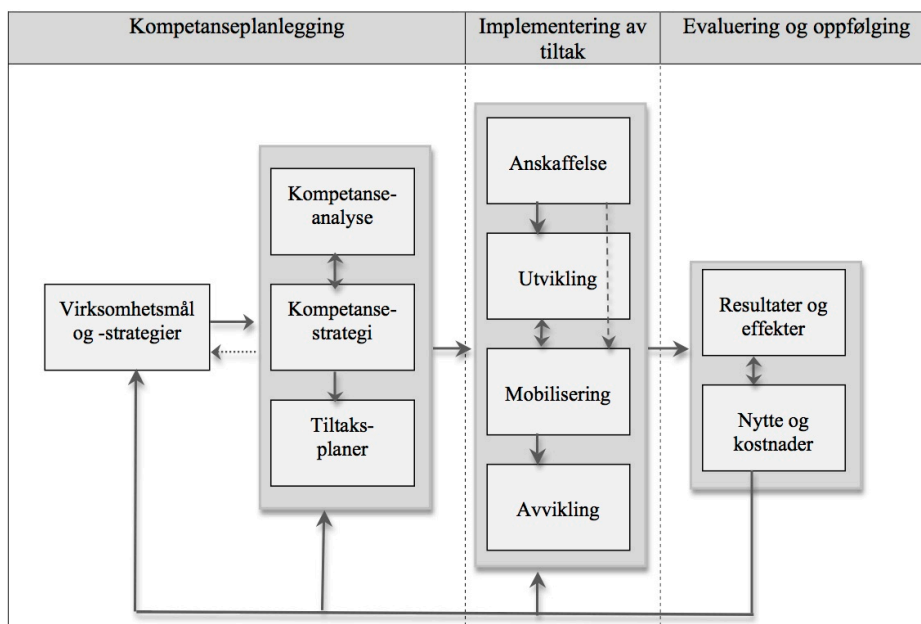 Kompetanseplanlegging
Implementering av
tiltak
Evaluering og oppfølging
Virksomhetsmål
og -strategier
Kompetanse-
analyse
Kompetanse-
strategi
Tiltaks-
planer
Anskaffelse
Utvikling
Mobilisering
Avvikling
Resultater og
effekter
Nytte og
kostnader